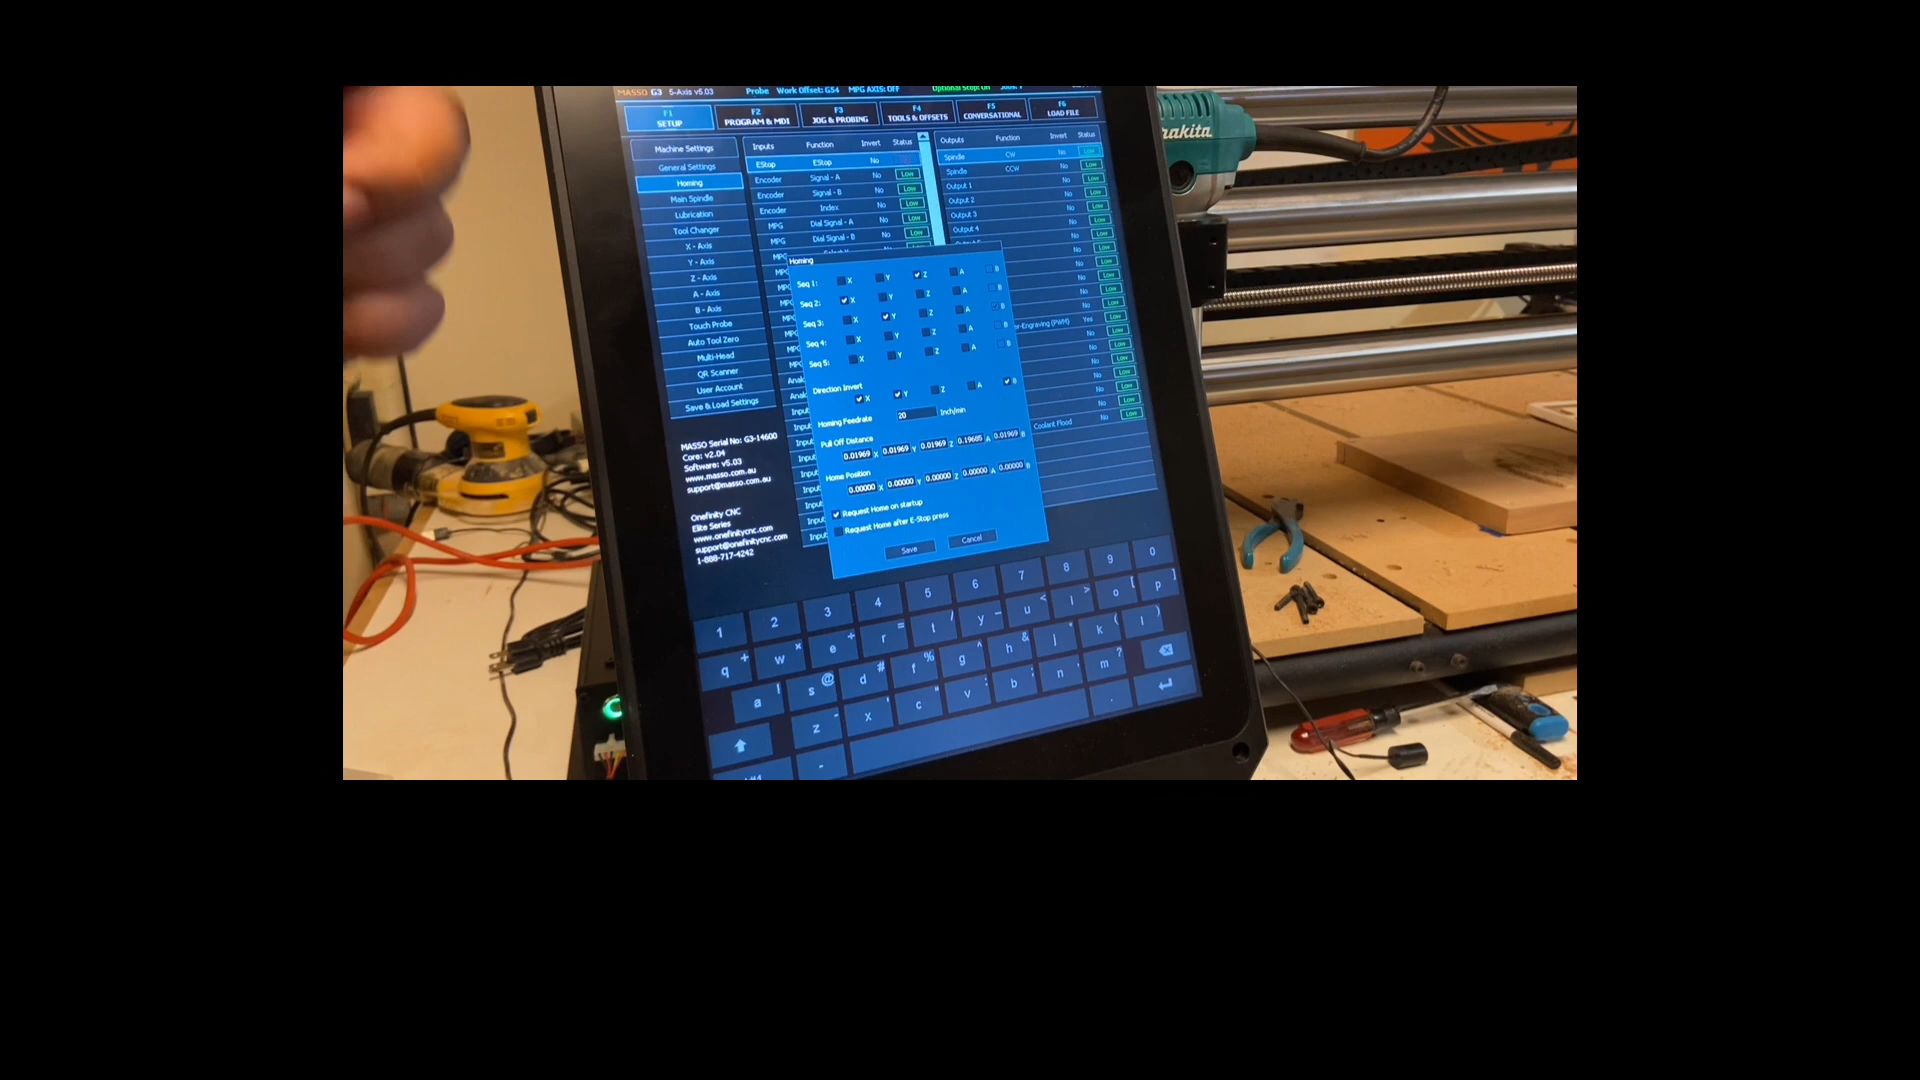 MASSO G3 5-Axis v5.03 Probe Work Offset: G54 MPG AXIS: OFF Optional Stop: On
F1 F2 F3 F4 F5 F6
SETUP PROGRAM & MDI JOG & PROBING TOOLS & OFFSETS CONVERSATIONAL LOAD FILE
Machine Settings
General Settings
Homing
Main Spindle
Lubrication
Tool Changer
X - Axis
Y - Axis
Z - Axis
A - Axis
B - Axis
Touch Probe
Auto Tool Zero
Multi-Head
QR Scanner
User Account
Save & Load Settings
MASSO Serial No: G3-14600
Core: v2.04
Software: v5.03
www.masso.com.au
support@masso.com.au
Onefinity CNC
Elite Series
www.onefinitycnc.com
support@onefinitycnc.com
1-888-717-4242
Inputs Function Invert Status
EStop EStop No
Encoder Signal - A No Low
Encoder Signal - B No Low
Encoder Index No Low
MPG Dial Signal - A No Low
MPG Dial Signal - B No Low
Outputs Function Invert Status
Spindle CW No Low
Spindle CCW No Low
Output 1 No Low
Output 2 No Low
Output 3 No Low
Output 4 No Low
er-Engraving (PWM) Yes Low
Coolant Flood No Low
Homing
Seq 1: X Y Z A B
Seq 2: X Y Z A B
Seq 3: X Y Z A B
Seq 4: X Y Z A B
Seq 5: X Y Z A B
Direction Invert
X Y Z A B
Homing Feedrate 20 Inch/min
Pull Off Distance
0.01969 X 0.01969 Y 0.01969 Z 0.19685 A 0.01969 B
Home Position
0.00000 X 0.00000 Y 0.00000 Z 0.00000 A 0.00000 B
Request Home on startup
Request Home after E-Stop press
Save Cancel
1 2 3 4 5 6 7 8 9 0
q + w × e + r = t / y – u < i > o [ p ]
a ! s @ d # f % g ^ h & j * k ( l )
z - x c " v : b ; n ' m ?
- .
makita